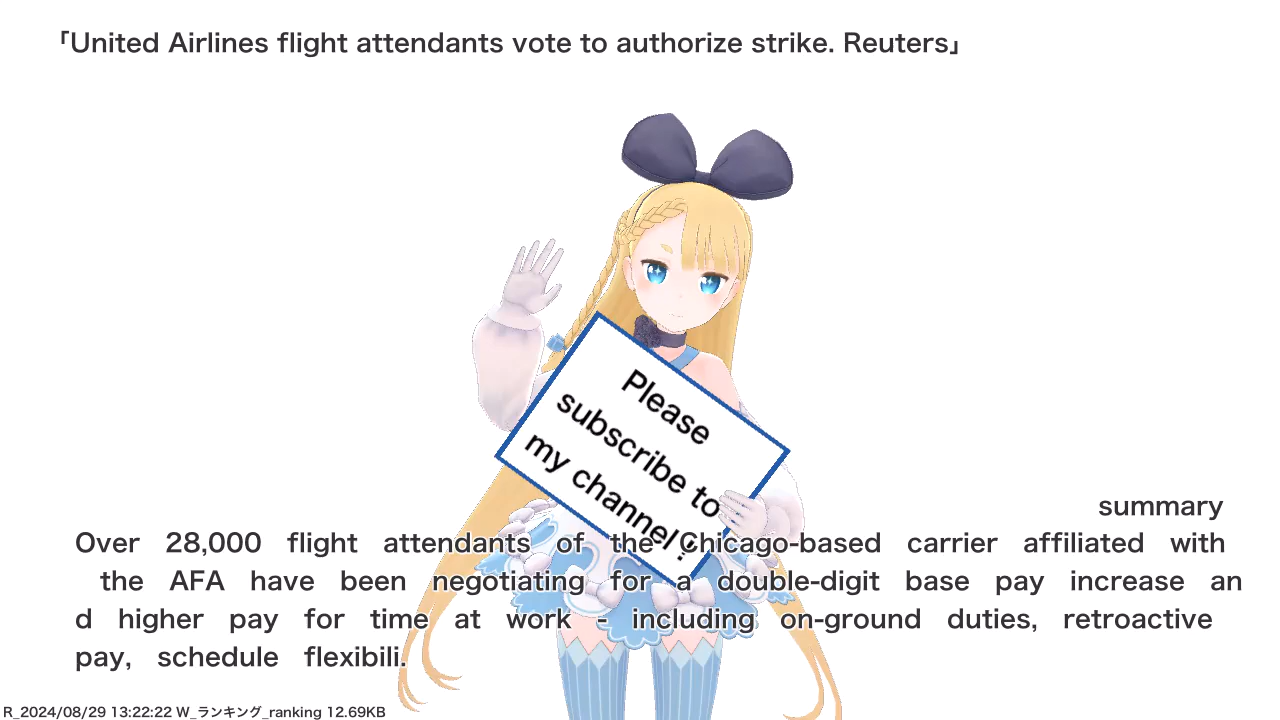 「United Airlines flight attendants vote to authorize strike. Reuters」
Please
subscribe to
my channel!
summary
Over 28,000 flight attendants of the Chicago-based carrier affiliated with
the AFA have been negotiating for a double-digit base pay increase an
d higher pay for time at work - including on-ground duties, retroactive
pay, schedule flexibili.
R_2024/08/29 13:22:22 W_ランキング_ranking 12.69KB